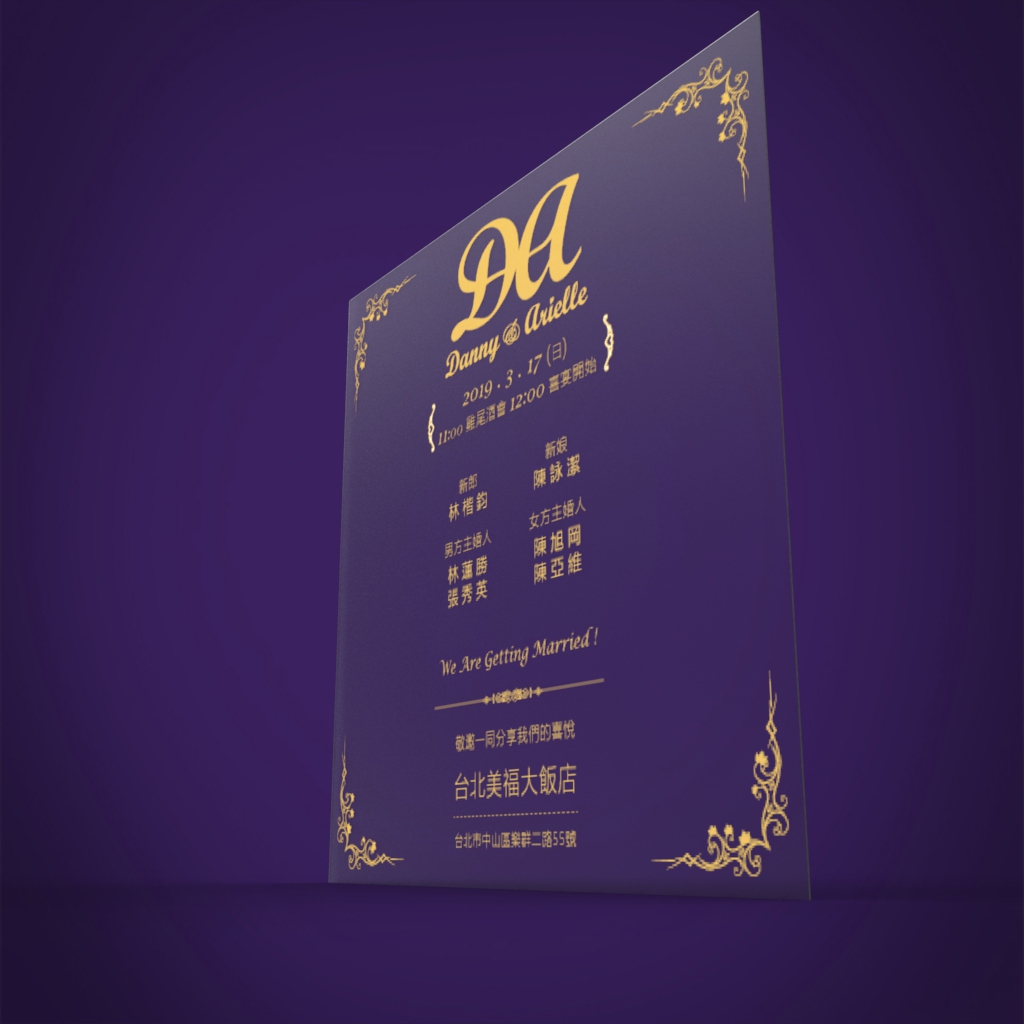 DA
Danny & Arielle
2019 . 3 . 17 (日)
11:00 雞尾酒會 12:00 喜宴開始
新郎
林楷鈞
新娘
陳詠潔
男方主婚人
林蓮勝
張秀英
女方主婚人
陳旭岡
陳亞維
We Are Getting Married !
敬邀一同分享我們的喜悅
台北美福大飯店
台北市中山區樂群二路55號